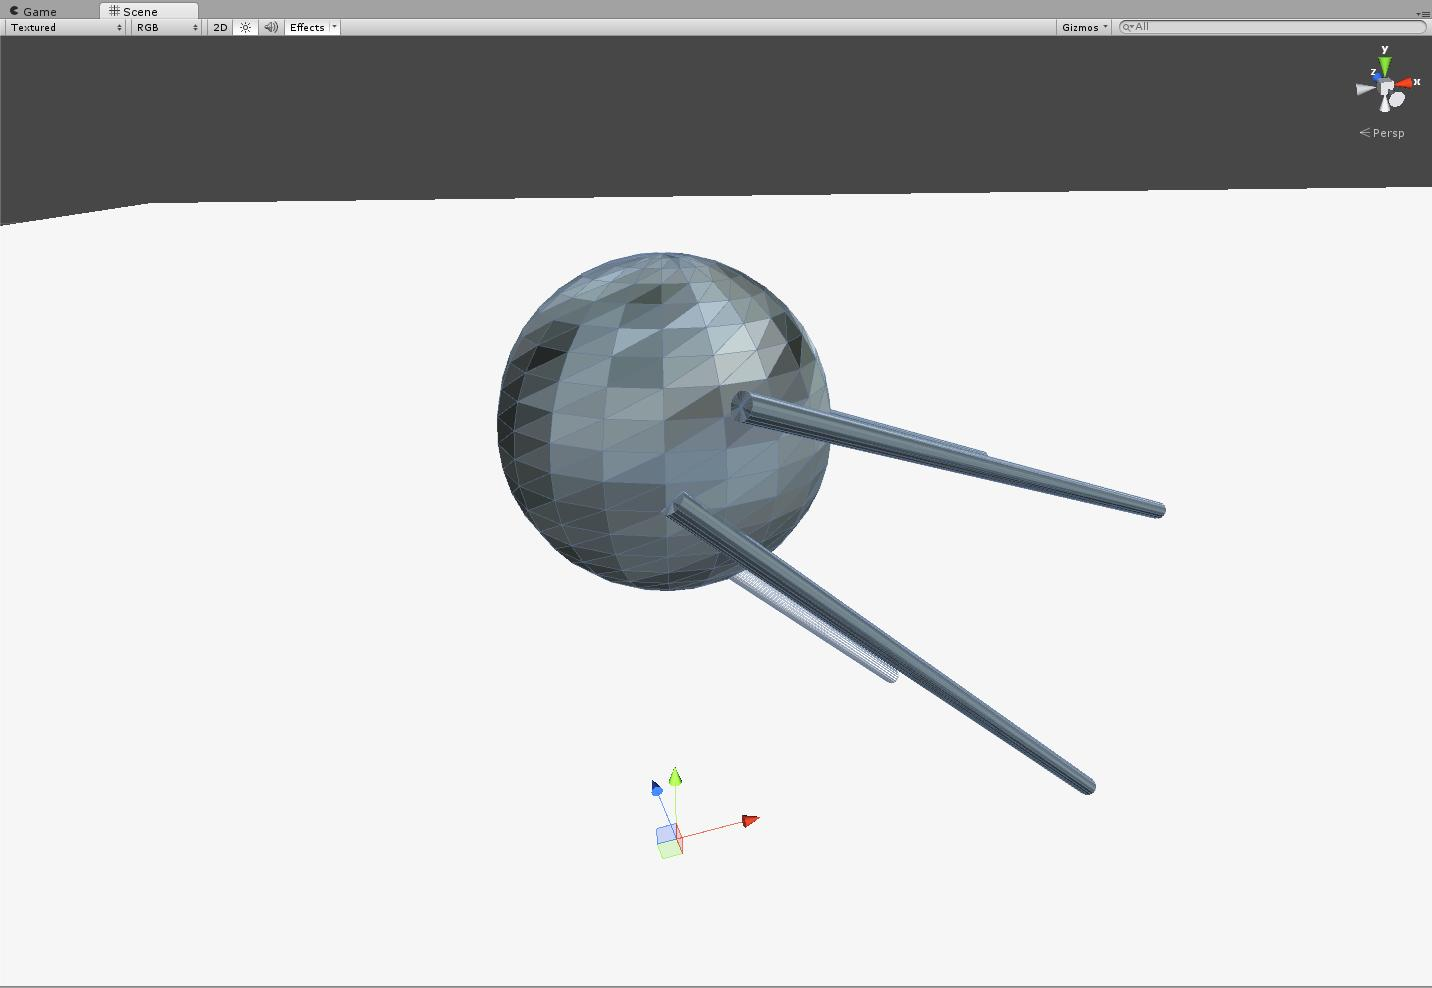 Game Scene
Textured RGB 2D Effects Gizmos All
y
z x
Persp